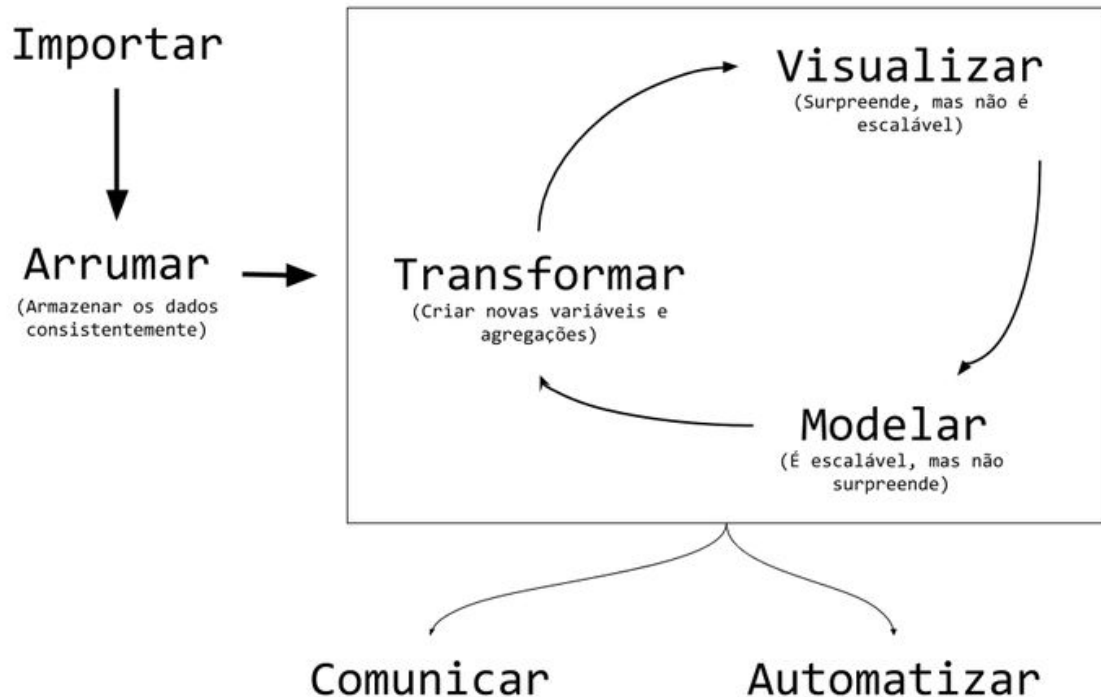 Importar
Visualizar
(Surpreende, mas não é
escalável)
Arrumar
(Armazenar os dados
consistentemente)
Transformar
(Criar novas variáveis e
agregações)
Modelar
(É escalável, mas não
surpreende)
Comunicar
Automatizar